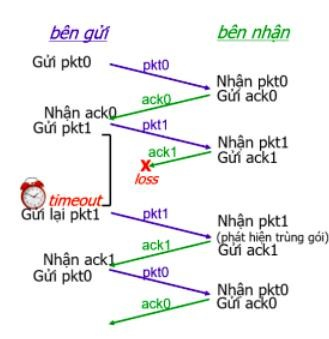 bên gửi
bên nhận
Gửi pkt0
pkt0
Nhận pkt0
Gửi ack0
ack0
Nhận ack0
Gửi pkt1
pkt1
Nhận pkt1
Gửi ack1
ack1
X
loss
timeout
Gửi lại pkt1
pkt1
Nhận pkt1
(phát hiện trùng gói)
Gửi ack1
ack1
Nhận ack1
Gửi pkt0
pkt0
Nhận pkt0
Gửi ack0
ack0